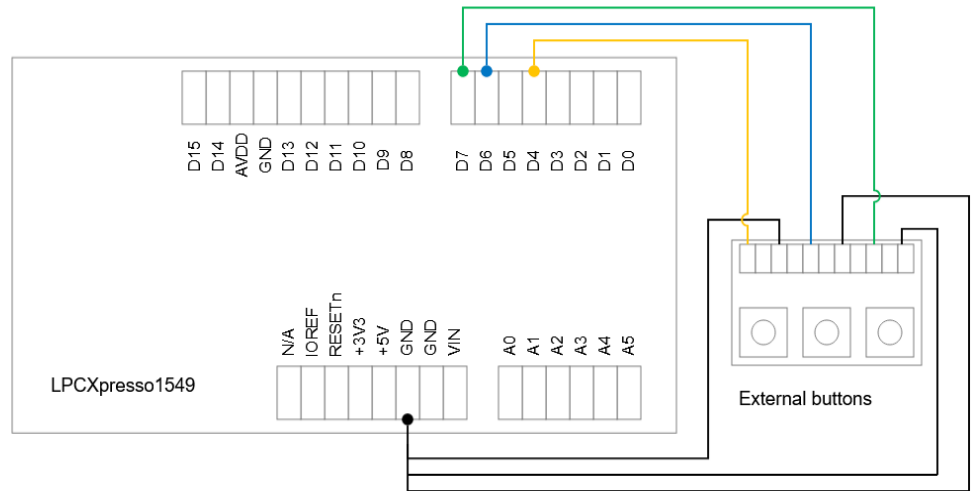 D15
D14
AVDD
GND
D13
D12
D11
D10
D9
D8
D7
D6
D5
D4
D3
D2
D1
D0
N/A
IOREF
RESETn
+3V3
+5V
GND
GND
VIN
A0
A1
A2
A3
A4
A5
LPCXpresso1549
External buttons